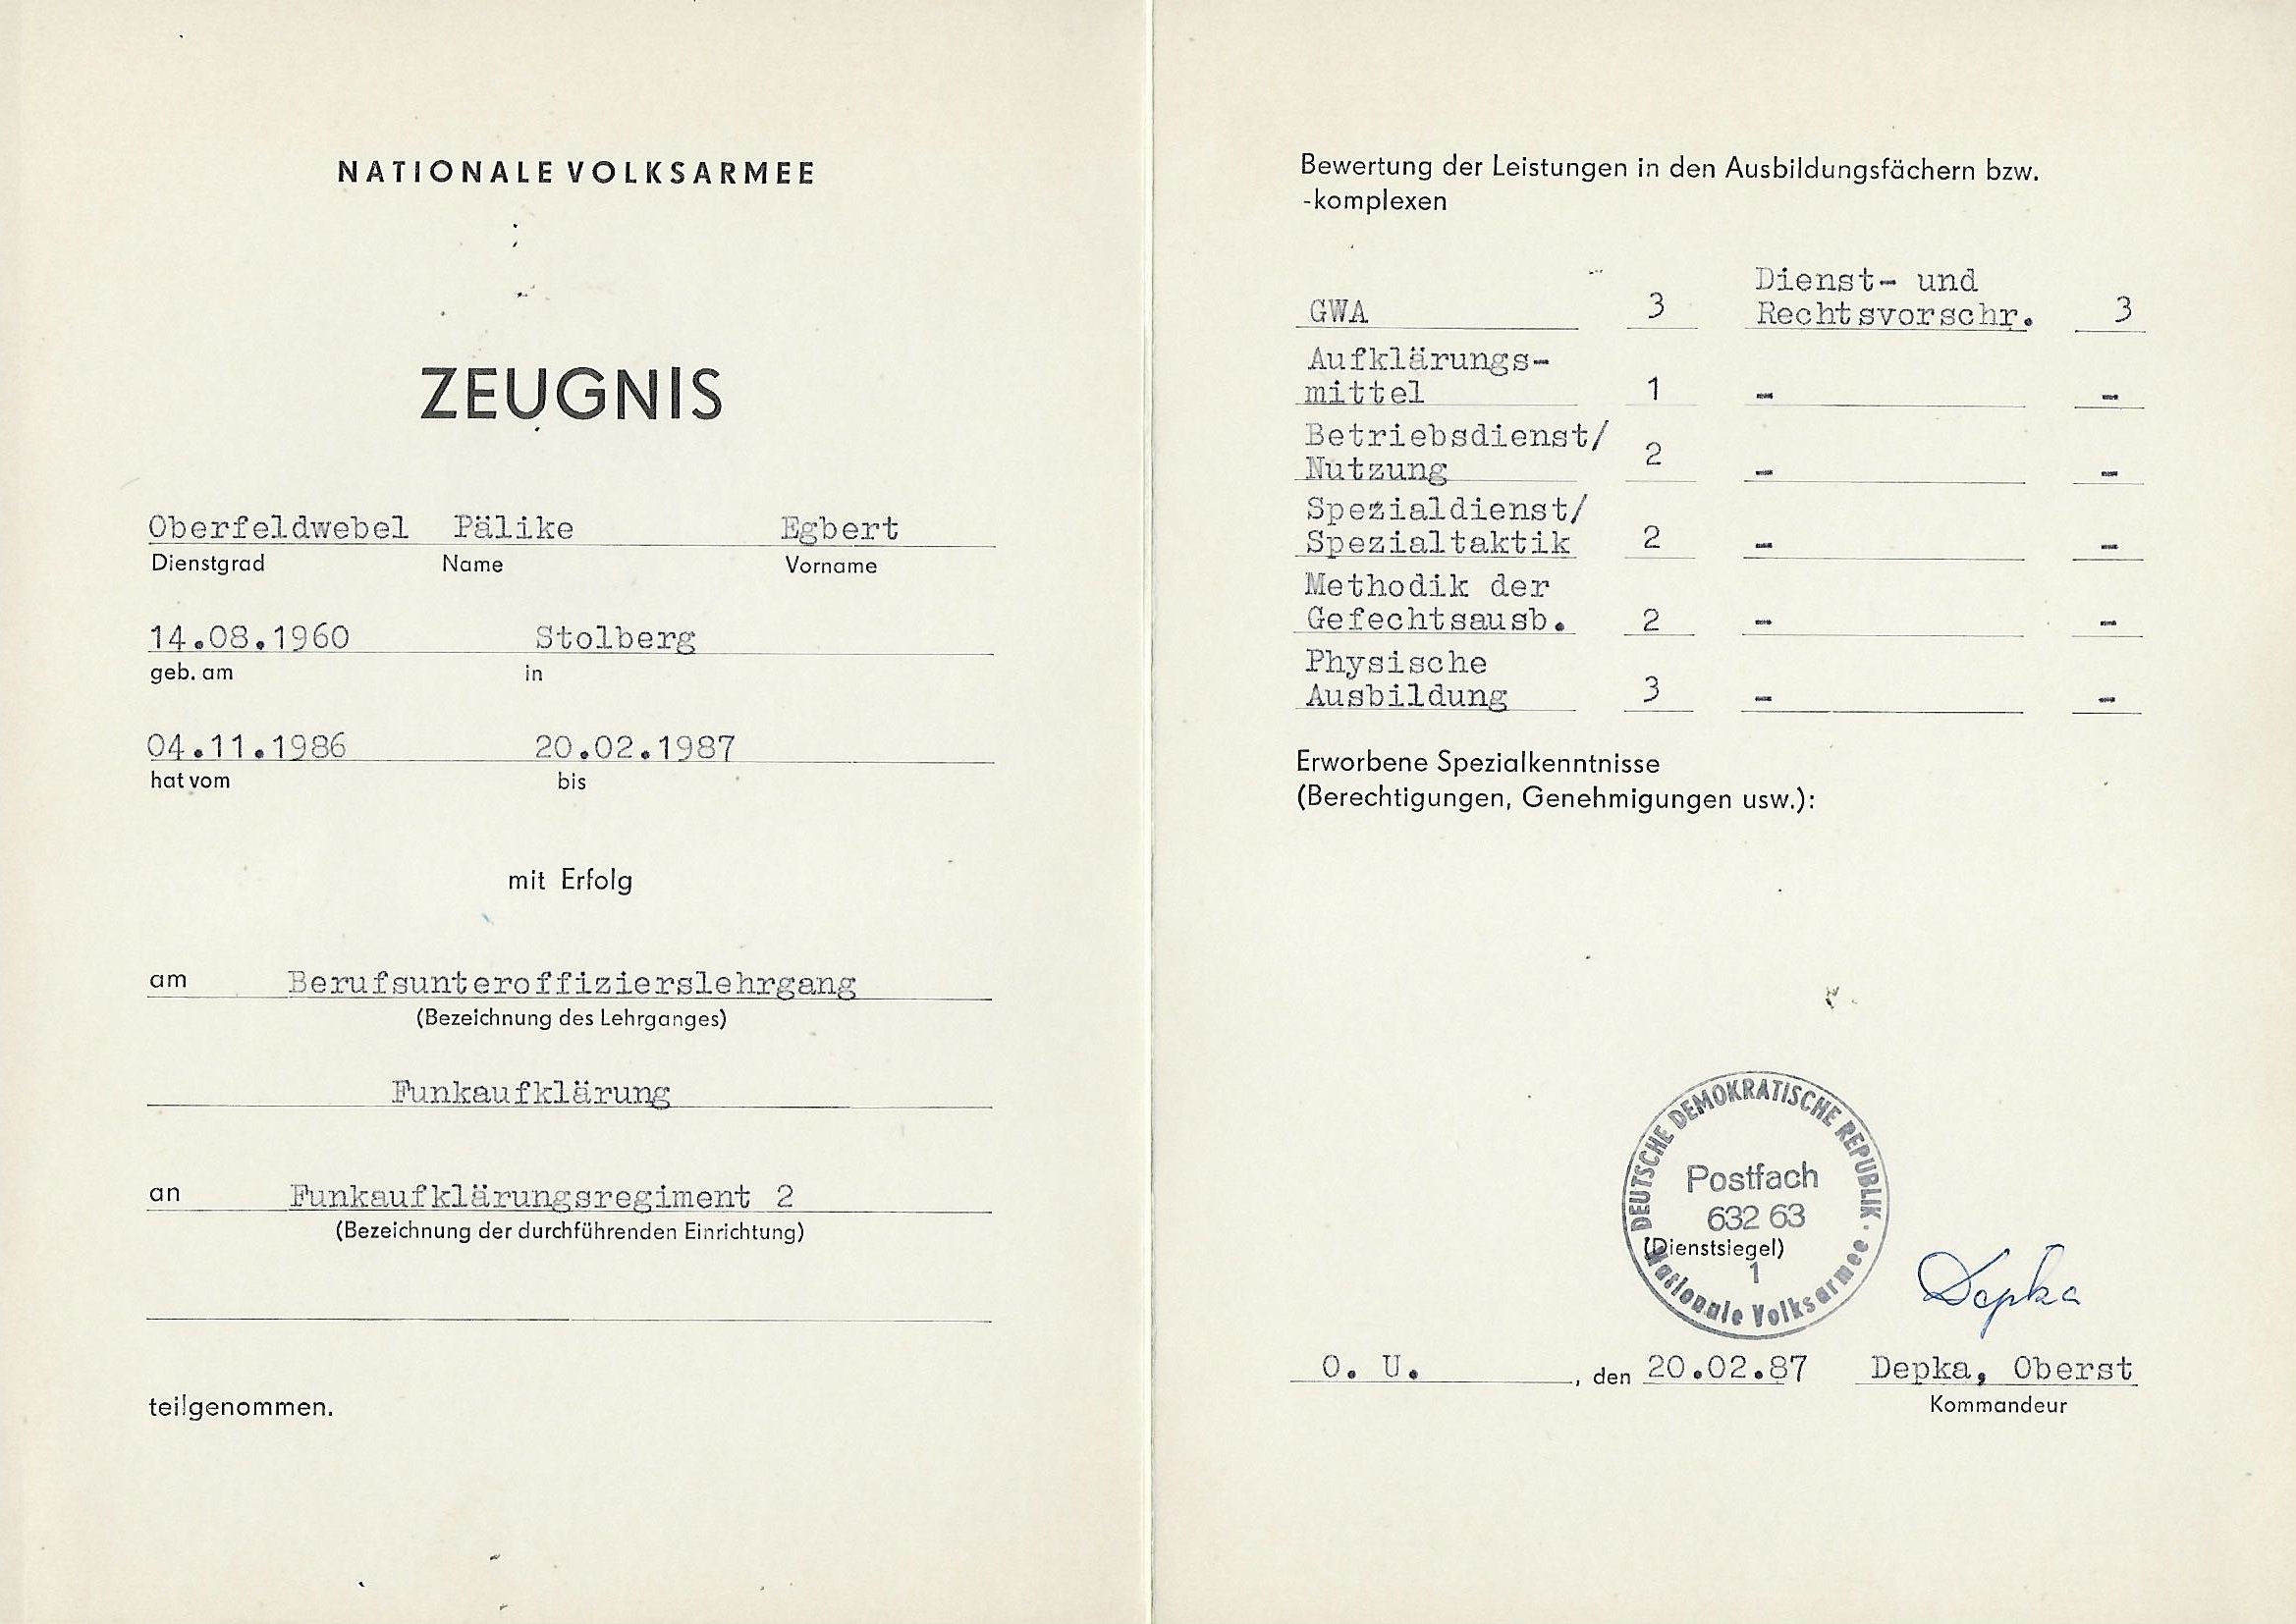 NATIONALE VOLKSARMEE
ZEUGNIS
Oberfeldwebel Pälike Egbert
Dienstgrad Name Vorname
14.08.1960 Stolberg
geb. am in
04.11.1986 20.02.1987
hat vom bis
mit Erfolg
am Berufsunteroffizierslehrgang
(Bezeichnung des Lehrganges)
Funkaufklärung
an Funkaufklärungsregiment 2
(Bezeichnung der durchführenden Einrichtung)
teilgenommen.
Bewertung der Leistungen in den Ausbildungsfächern bzw.
-komplexen
Dienst- und
GWA 3 Rechtsvorschr. 3
Aufklärungs-
mittel 1 - -
Betriebsdienst/
Nutzung 2 - -
Spezialdienst/
Spezialtaktik 2 - -
Methodik der
Gefechtsausb. 2 - -
Physische
Ausbildung 3 - -
Erworbene Spezialkenntnisse
(Berechtigungen, Genehmigungen usw.):
DEUTSCHE DEMOKRATISCHE REPUBLIK ·
Postfach
632 63
(Dienstsiegel)
1
Nationale Volksarmee
Depka
O. U. , den 20.02.87 Depka, Oberst
Kommandeur